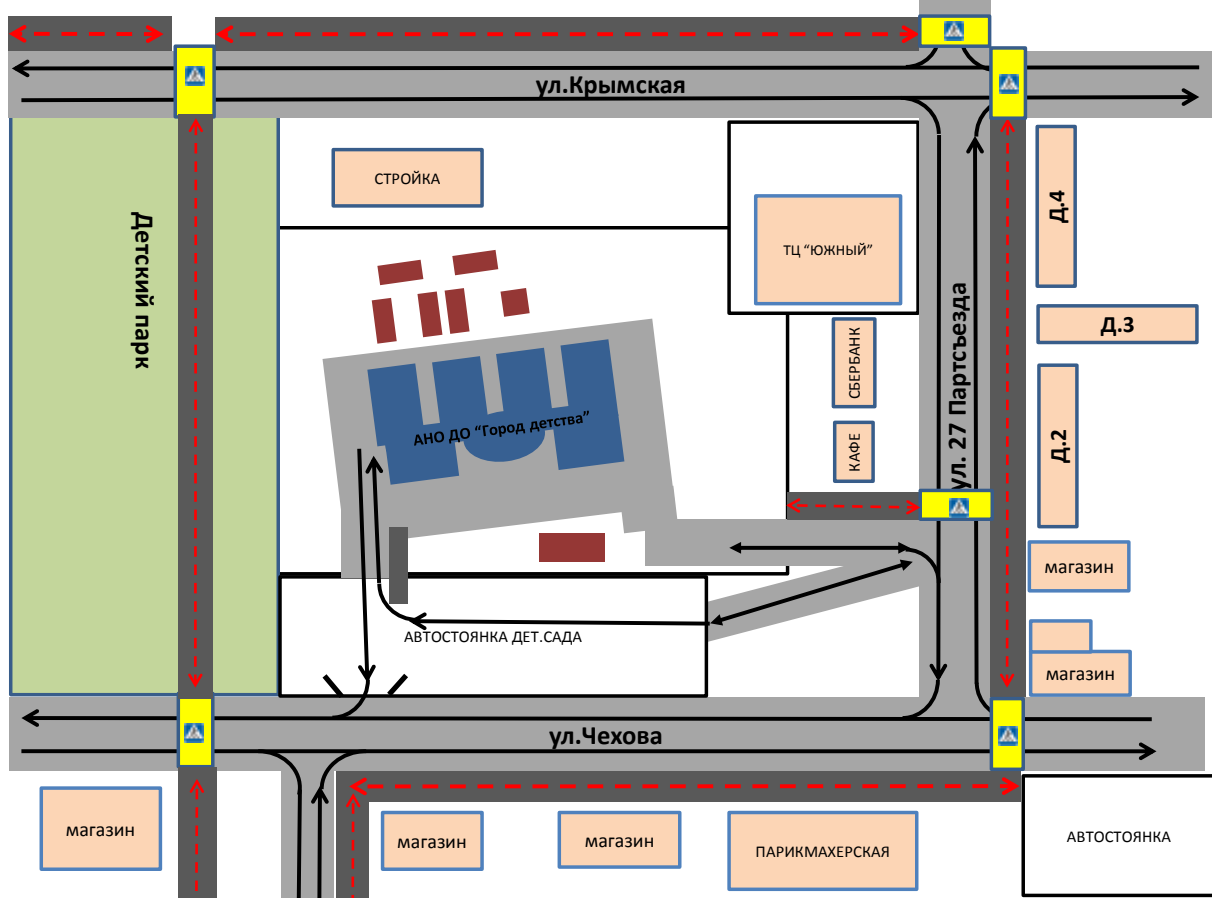 ул.Крымская
СТРОЙКА
ТЦ "ЮЖНЫЙ"
Д.4
Детский парк
Д.3
СБЕРБАНК
ул. 27 Партсъезда
АНО ДО "Город детства"
КАФЕ
Д.2
магазин
АВТОСТОЯНКА ДЕТ.САДА
магазин
ул.Чехова
магазин
магазин
магазин
ПАРИКМАХЕРСКАЯ
АВТОСТОЯНКА